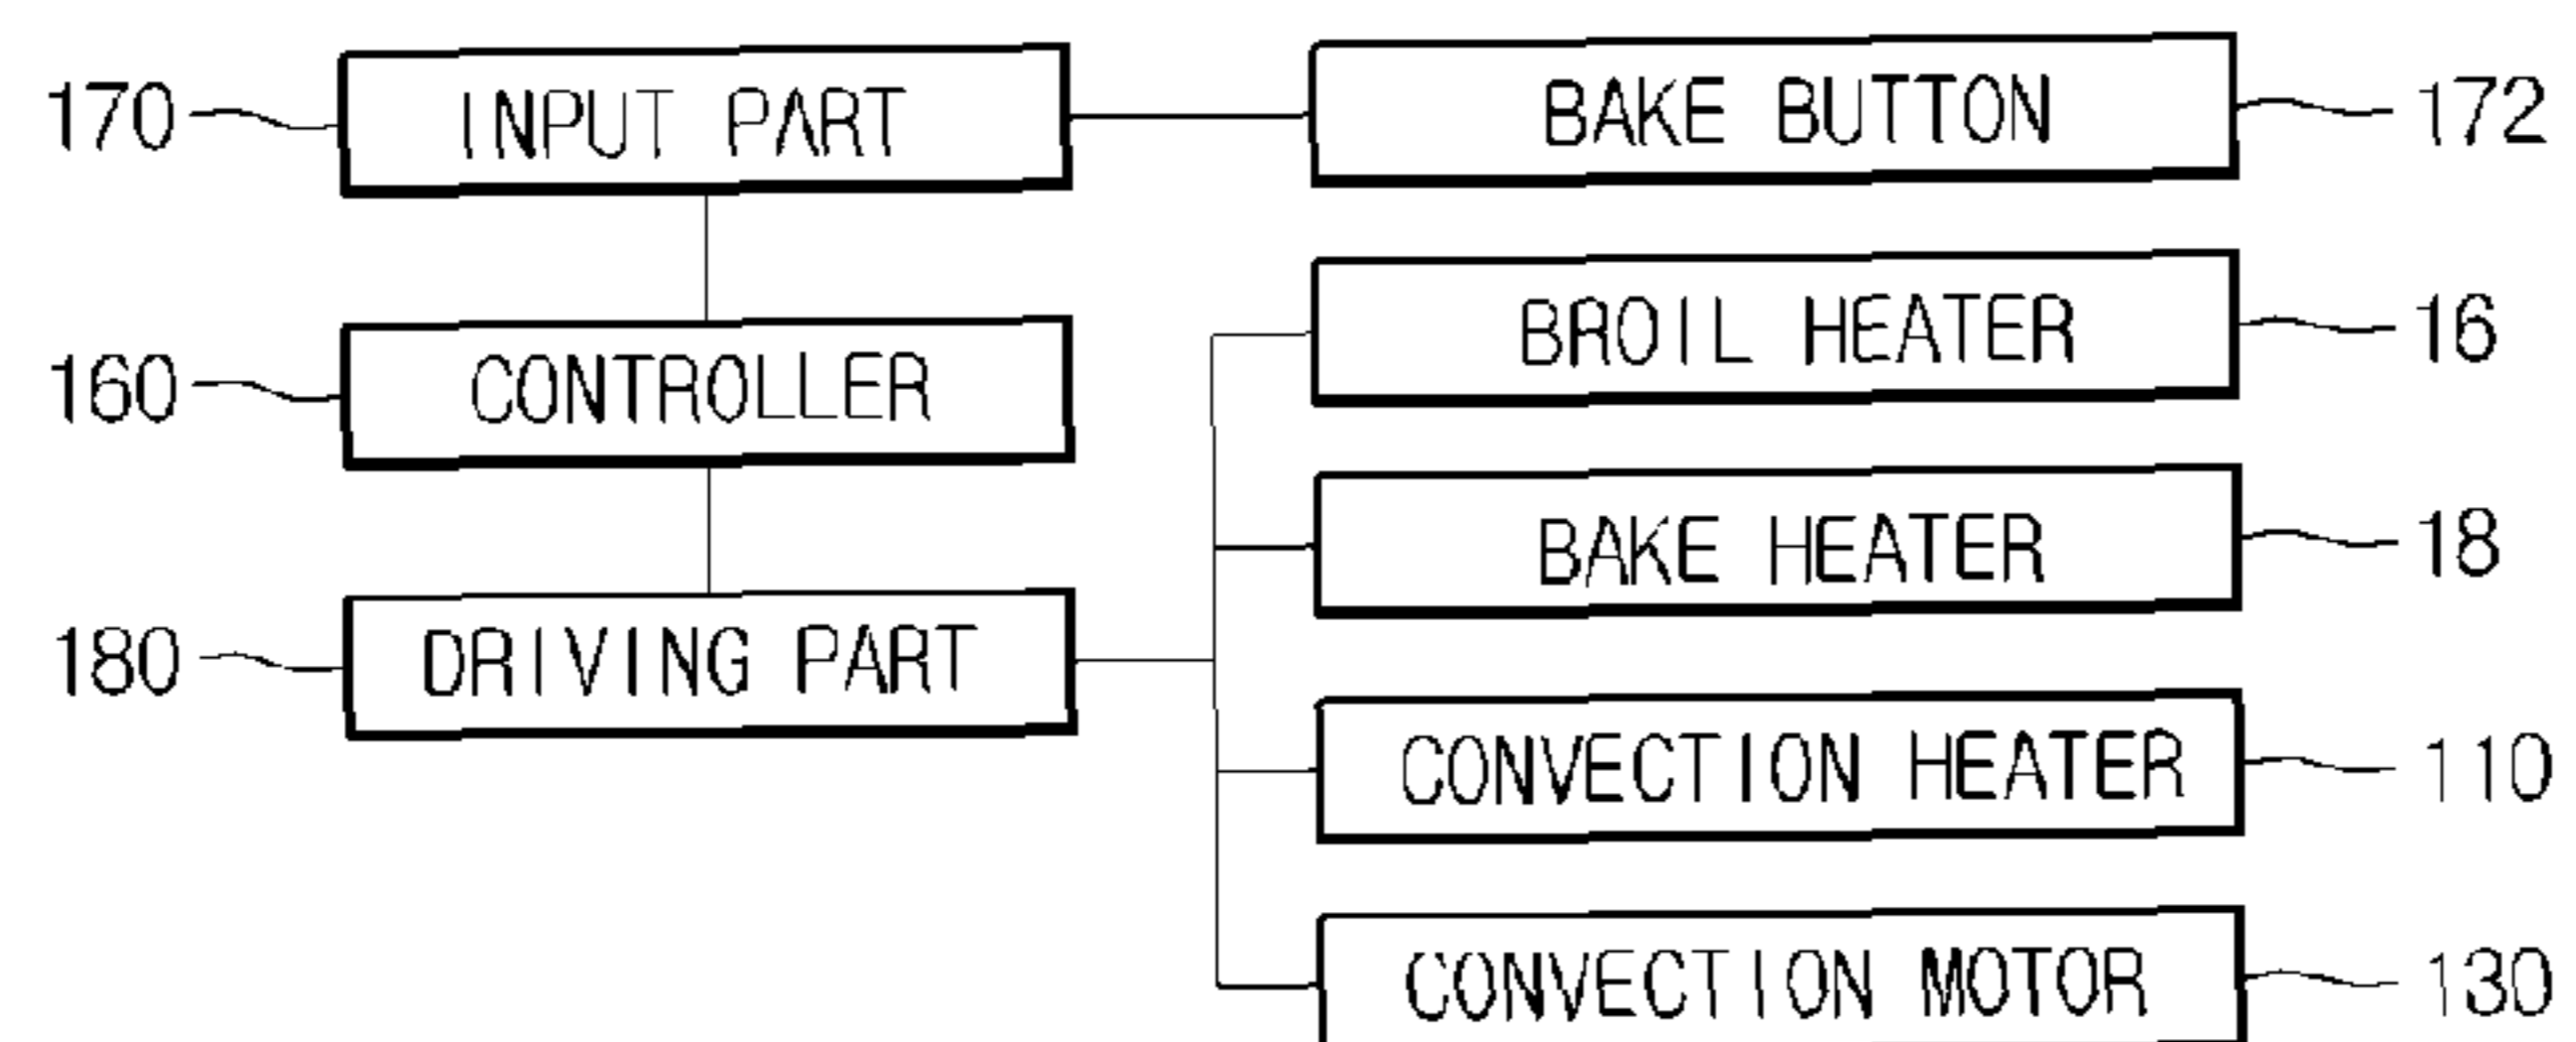 170 INPUT PART BAKE BUTTON 172
BROIL HEATER 16
160 CONTROLLER
BAKE HEATER 18
180 DRIVING PART
CONVECTION HEATER 110
CONVECTION MOTOR 130